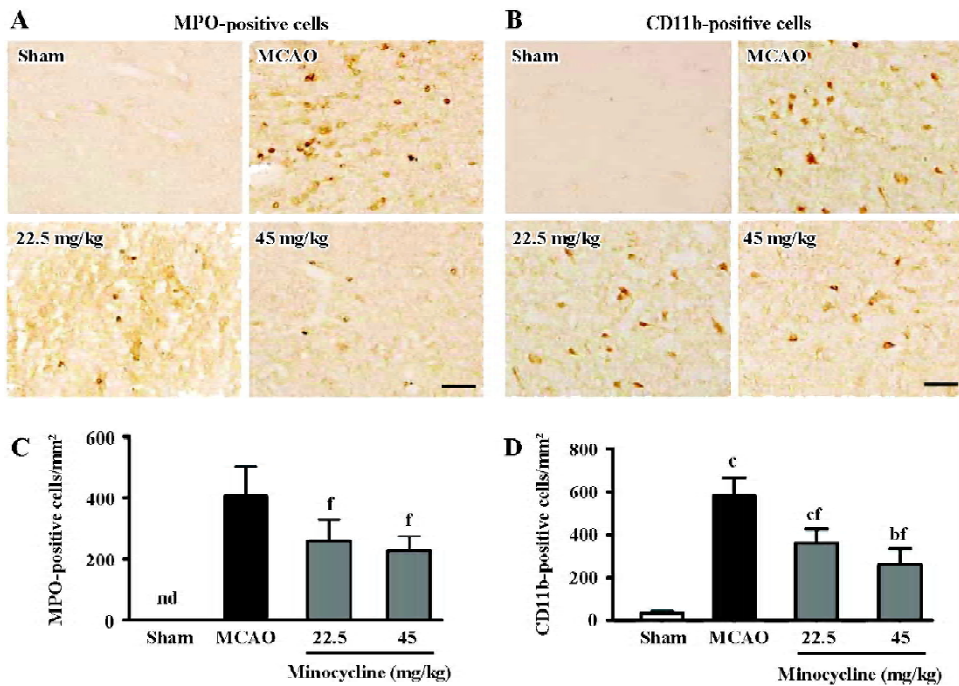 A
MPO-positive cells
Sham
MCAO
22.5 mg/kg
45 mg/kg
B
CD11b-positive cells
Sham
MCAO
22.5 mg/kg
45 mg/kg
C
MPO-positive cells/mm²
600
400
200
0
nd
f
f
Sham
MCAO
22.5
45
Minocycline (mg/kg)
D
CD11b-positive cells/mm²
800
600
400
200
0
c
cf
bf
Sham
MCAO
22.5
45
Minocycline (mg/kg)